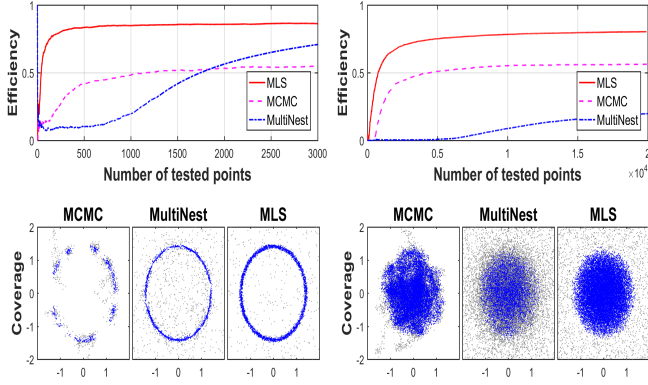 1
0.5
0
Efficiency
MLS
MCMC
MultiNest
0 500 1000 1500 2000 2500 3000
Number of tested points
1
0.5
0
Efficiency
MLS
MCMC
MultiNest
0 0.5 1 1.5 2
×10⁴
Number of tested points
MCMC MultiNest MLS
2
1
0
-1
-2
Coverage
-1 0 1 -1 0 1 -1 0 1
MCMC MultiNest MLS
2
1
0
-1
-2
Coverage
-1 0 1 -1 0 1 -1 0 1